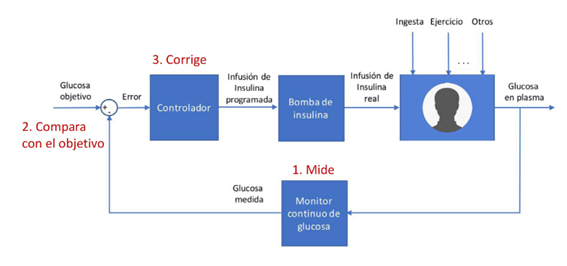 Ingesta Ejercicio Otros
...
3. Corrige
Glucosa
objetivo
+
-
Error
Controlador
Infusión de
Insulina
programada
Bomba de
insulina
Infusión de
Insulina
real
Glucosa
en plasma
2. Compara
con el objetivo
1. Mide
Glucosa
medida
Monitor
continuo de
glucosa